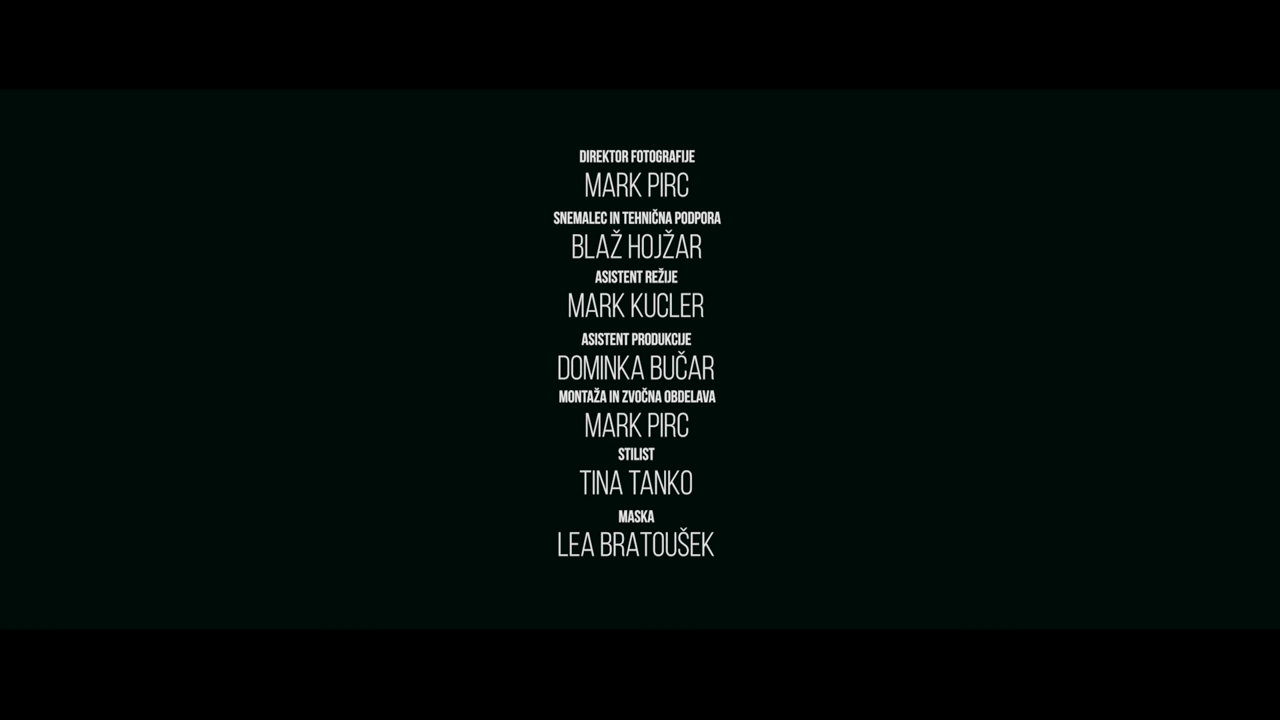 DIREKTOR FOTOGRAFIJE
MARK PIRC
SNEMALEC IN TEHNIČNA PODPORA
BLAŽ HOJŽAR
ASISTENT REŽIJE
MARK KUCLER
ASISTENT PRODUKCIJE
DOMINKA BUČAR
MONTAŽA IN ZVOČNA OBDELAVA
MARK PIRC
STILIST
TINA TANKO
MASKA
LEA BRATOUŠEK